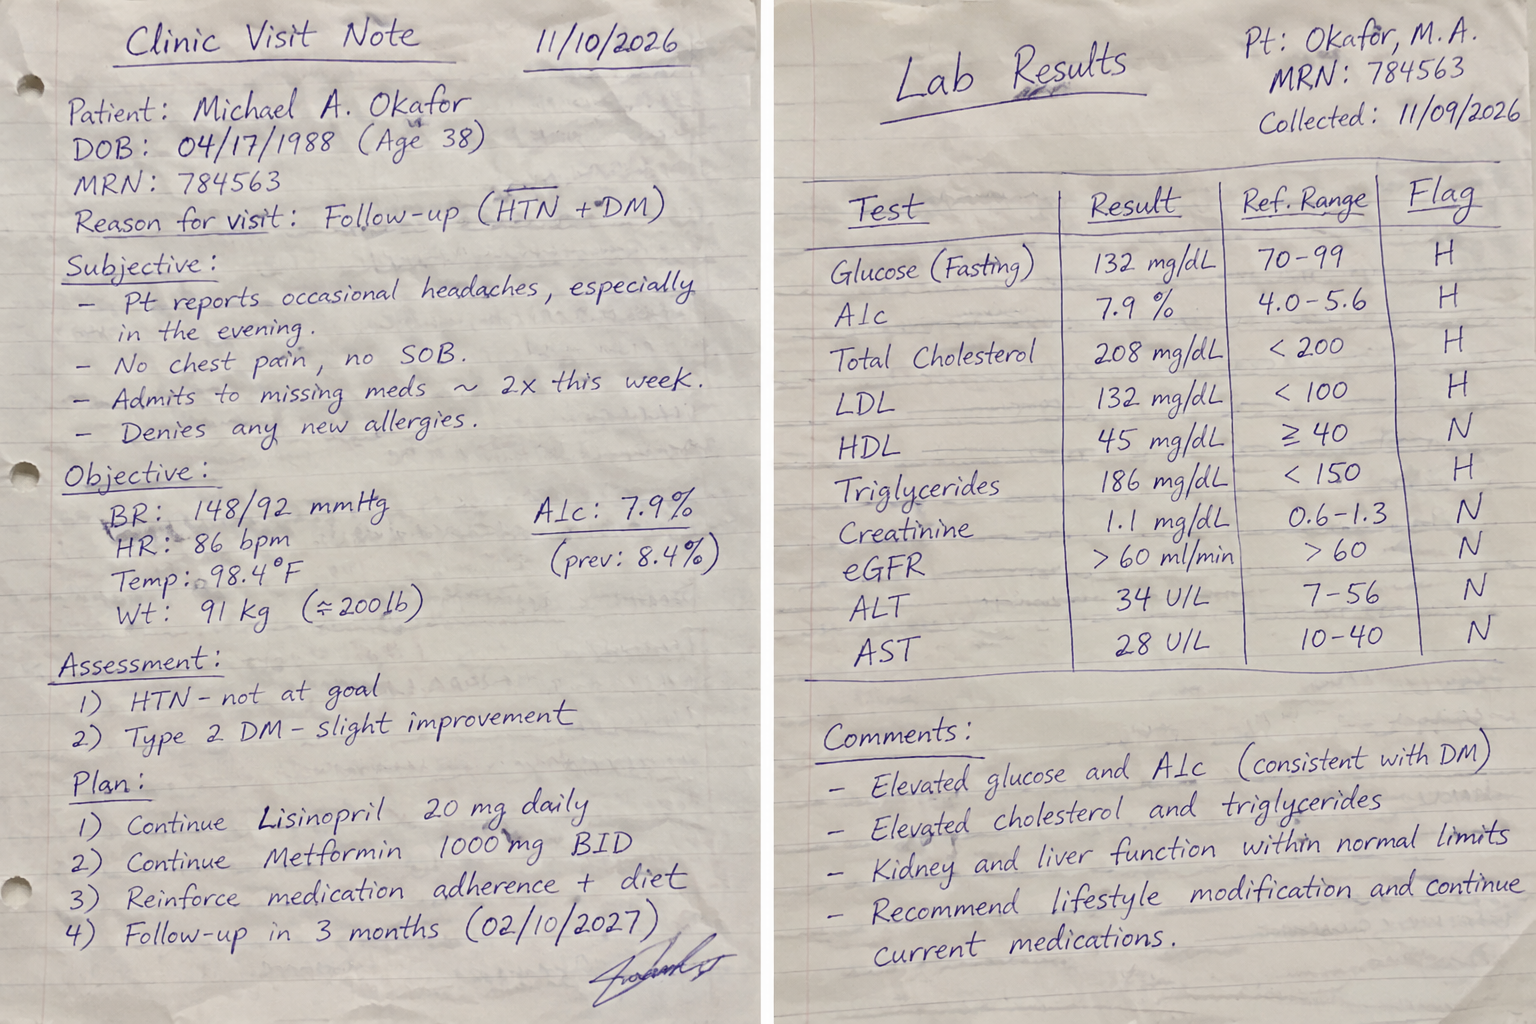 Clinic Visit Note
11/10/2026
Patient: Michael A. Okafor
DOB: 04/17/1988 (Age 38)
MRN: 784563
Reason for visit: Follow-up (HTN + DM)
Subjective:
- Pt reports occasional headaches, especially
in the evening.
- No chest pain, no SOB.
- Admits to missing meds ~ 2x this week.
- Denies any new allergies.
Objective:
BR: 148/92 mmHg
HR: 86 bpm
Temp: 98.4°F
Wt: 91 kg (≈200lb)
A1c: 7.9%
(prev: 8.4%)
Assessment:
1) HTN - not at goal
2) Type 2 DM - slight improvement
Plan:
1) Continue Lisinopril 20 mg daily
2) Continue Metformin 1000 mg BID
3) Reinforce medication adherence + diet
4) Follow-up in 3 months (02/10/2027)
Lab Results
Pt: Okafor, M.A.
MRN: 784563
Collected: 11/09/2026
Test Result Ref. Range Flag
Glucose (Fasting) 132 mg/dL 70-99 H
A1c 7.9 % 4.0-5.6 H
Total Cholesterol 208 mg/dL < 200 H
LDL 132 mg/dL < 100 H
HDL 45 mg/dL ≥ 40 N
Triglycerides 186 mg/dL < 150 H
Creatinine 1.1 mg/dL 0.6-1.3 N
eGFR > 60 ml/min > 60 N
ALT 34 U/L 7-56 N
AST 28 U/L 10-40 N
Comments:
- Elevated glucose and A1c (consistent with DM)
- Elevated cholesterol and triglycerides
- Kidney and liver function within normal limits
- Recommend lifestyle modification and continue
current medications.